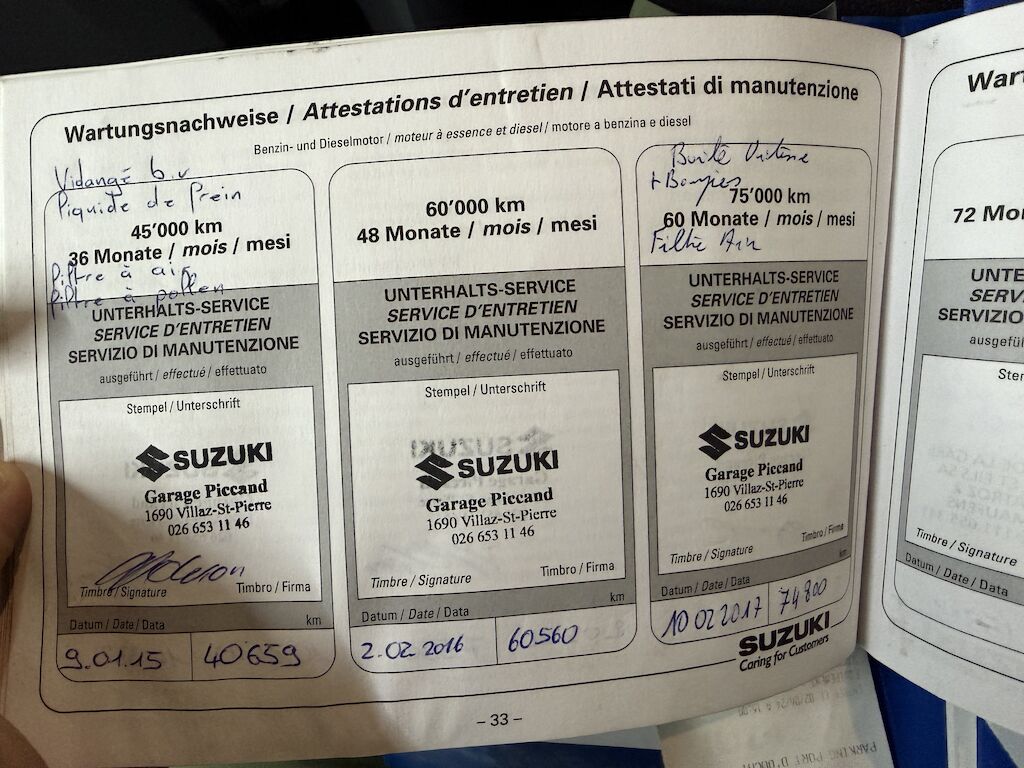 Wartungsnachweise / Attestations d'entretien / Attestati di manutenzione
Benzin- und Dieselmotor / moteur à essence et diesel / motore a benzina e diesel
Vidangé b.v
Liquide de frein
45'000 km
36 Monate / mois / mesi
filtre à air
filtre à pollen
UNTERHALTS-SERVICE
SERVICE D'ENTRETIEN
SERVIZIO DI MANUTENZIONE
ausgeführt / effectué / effettuato
Stempel / Unterschrift
SUZUKI
Garage Piccand
1690 Villaz-St-Pierre
026 653 11 46
Timbre / Signature
Timbro / Firma
Datum / Date / Data
km
9.01.15
40659
60'000 km
48 Monate / mois / mesi
UNTERHALTS-SERVICE
SERVICE D'ENTRETIEN
SERVIZIO DI MANUTENZIONE
ausgeführt / effectué / effettuato
Stempel / Unterschrift
SUZUKI
Garage Piccand
1690 Villaz-St-Pierre
026 653 11 46
Timbre / Signature
Timbro / Firma
Datum / Date / Data
km
2.02.2016
60560
Boite Vitesse
+ Bougies
75'000 km
60 Monate / mois / mesi
Filtre Air
UNTERHALTS-SERVICE
SERVICE D'ENTRETIEN
SERVIZIO DI MANUTENZIONE
ausgeführt / effectué / effettuato
Stempel / Unterschrift
SUZUKI
Garage Piccand
1690 Villaz-St-Pierre
026 653 11 46
Timbre / Signature
Timbro / Firma
Datum / Date / Data
km
10 02 2017
74800
SUZUKI
Caring for Customers
– 33 –
72
Timbre / Signature
Datum / Date / Data
PARKING PORT D'OUCHY